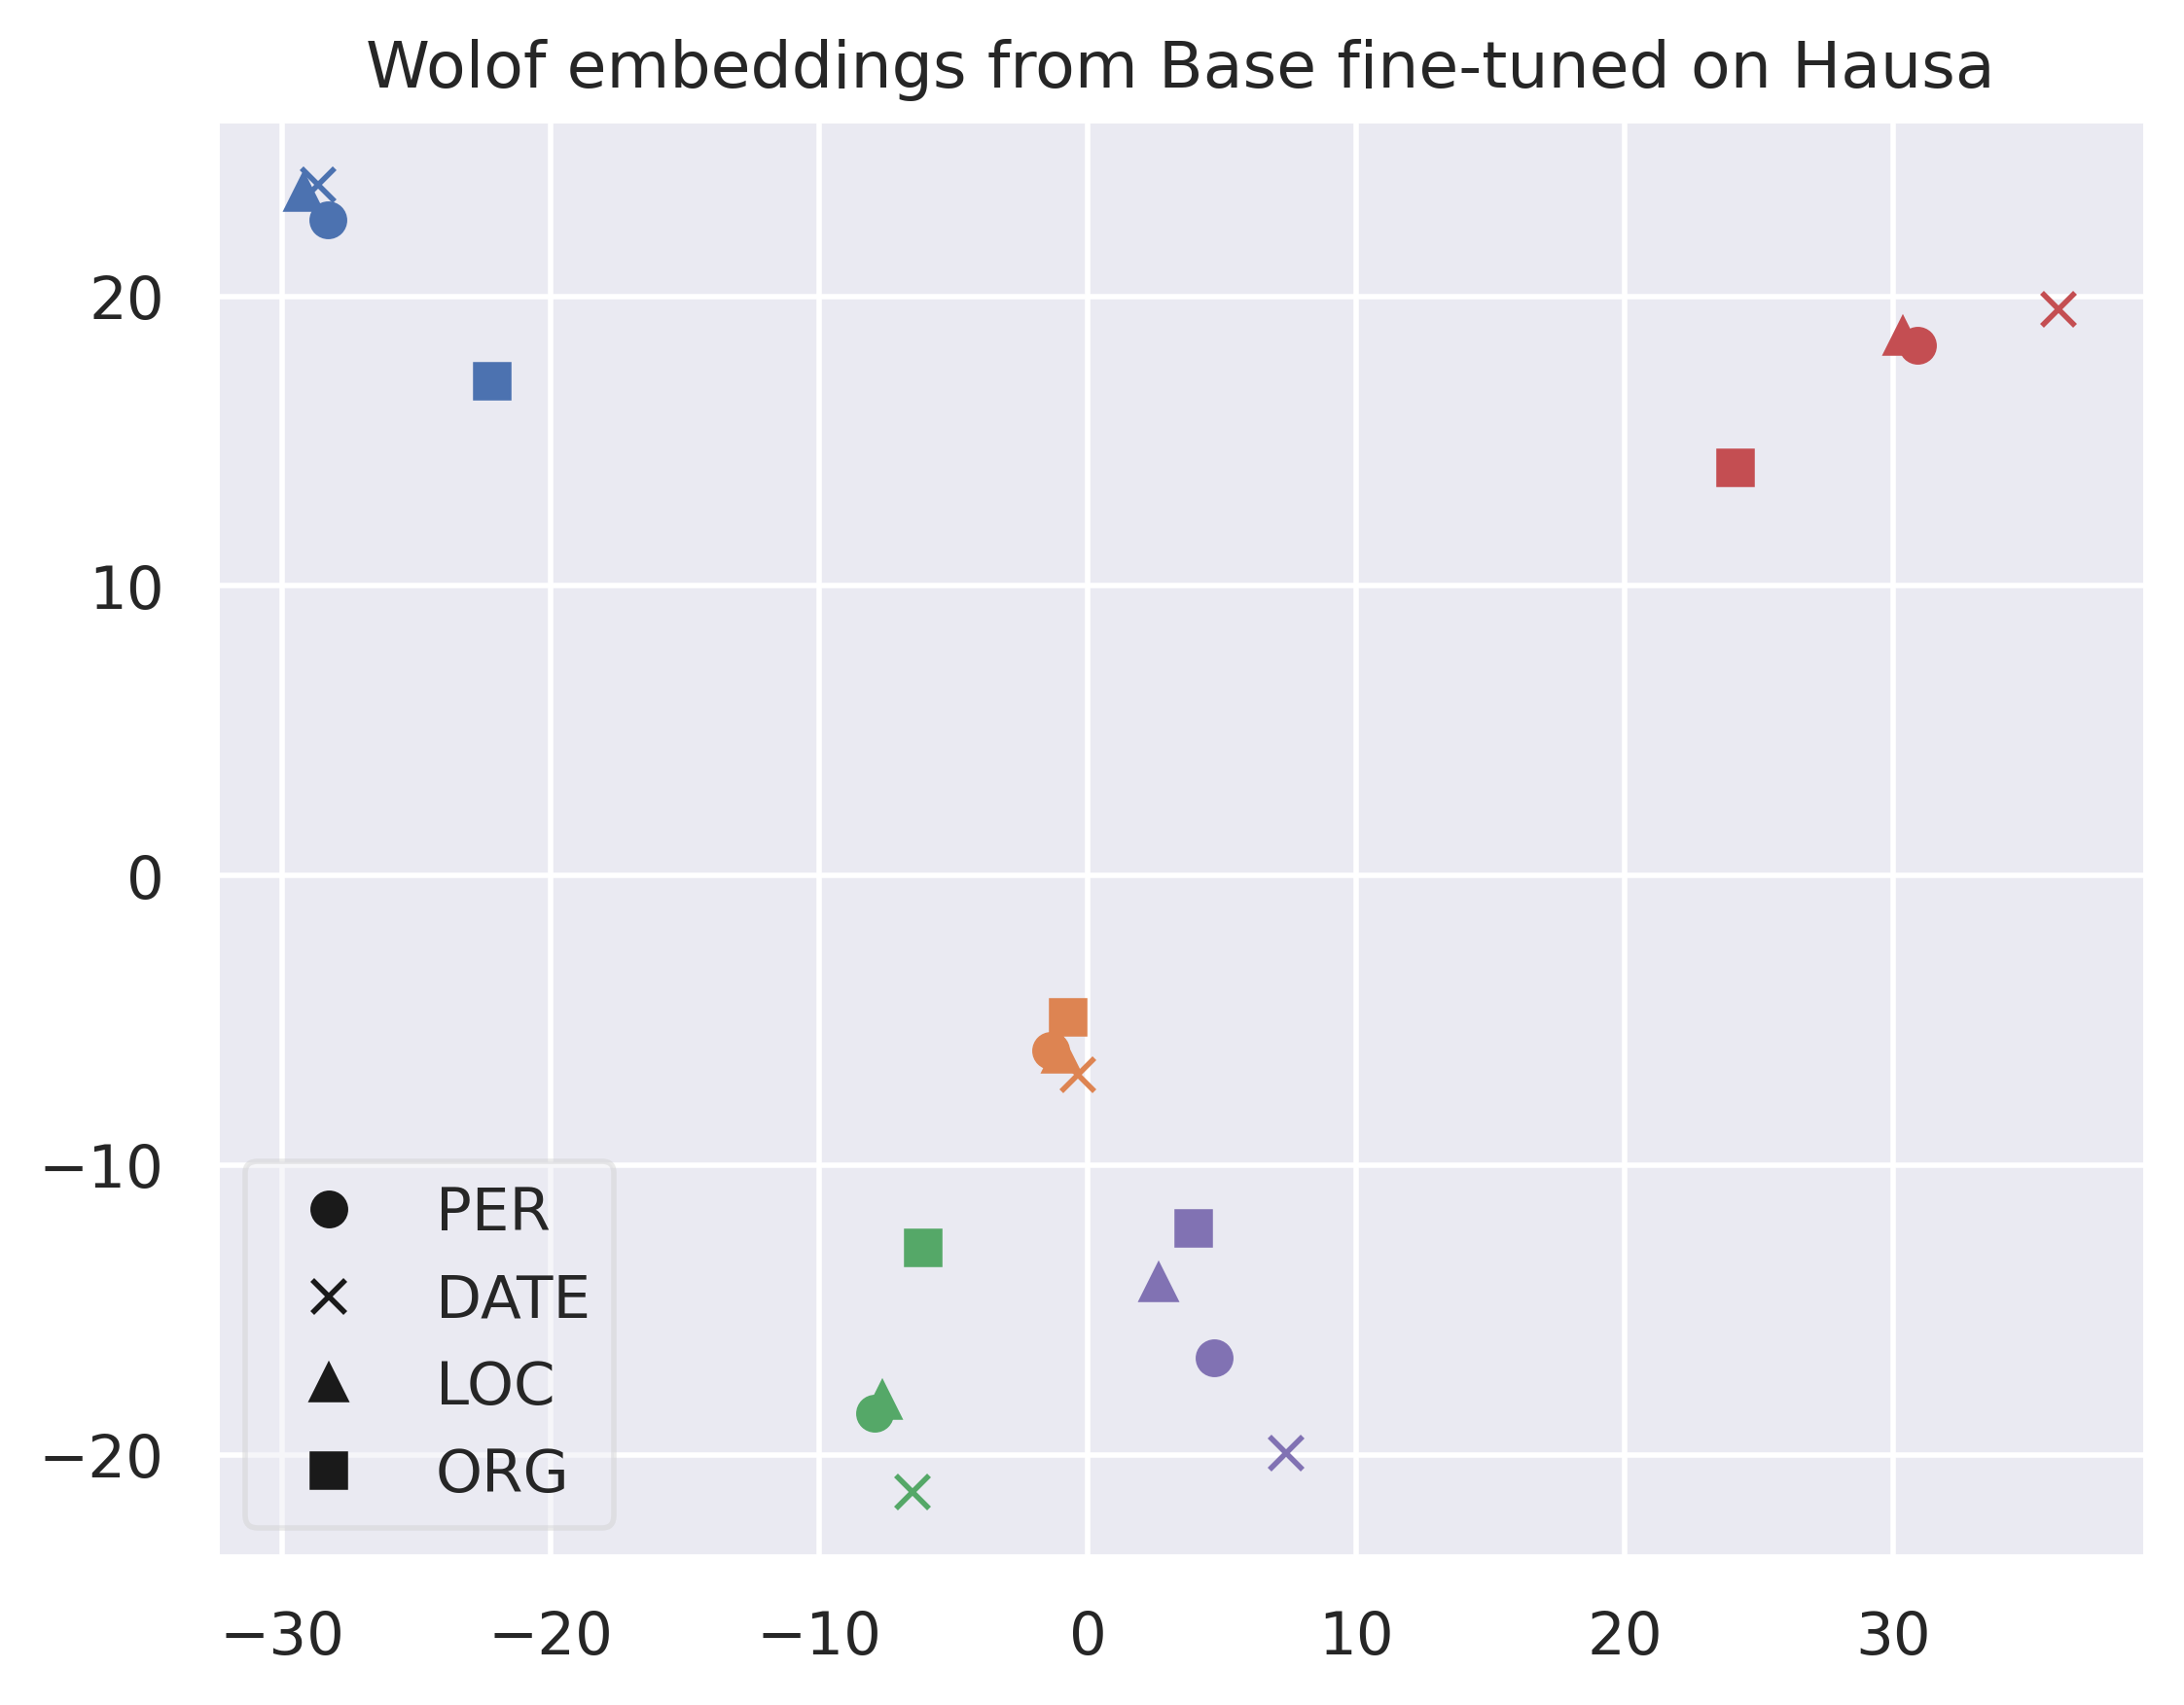 Wolof embeddings from Base fine-tuned on Hausa
20
10
0
−10
−20
PER
DATE
LOC
ORG
−30 −20 −10 0 10 20 30